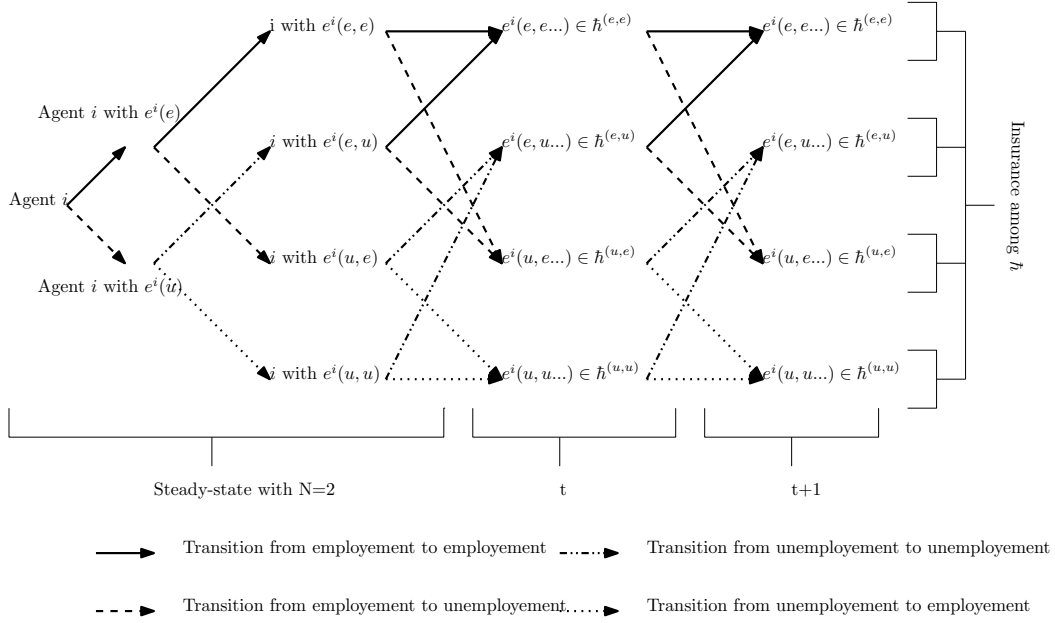 i with e^i(e, e)
e^i(e, e...) ∈ ħ^(e,e)
e^i(e, e...) ∈ ħ^(e,e)
Agent i with e^i(e)
i with e^i(e, u)
e^i(e, u...) ∈ ħ^(e,u)
e^i(e, u...) ∈ ħ^(e,u)
Agent i
i with e^i(u, e)
e^i(u, e...) ∈ ħ^(u,e)
e^i(u, e...) ∈ ħ^(u,e)
Agent i with e^i(u)
i with e^i(u, u)
e^i(u, u...) ∈ ħ^(u,u)
e^i(u, u...) ∈ ħ^(u,u)
Insurance among ħ
Steady-state with N=2
t
t+1
Transition from employement to employement
Transition from unemployement to unemployement
Transition from employement to unemployement
Transition from unemployement to employement